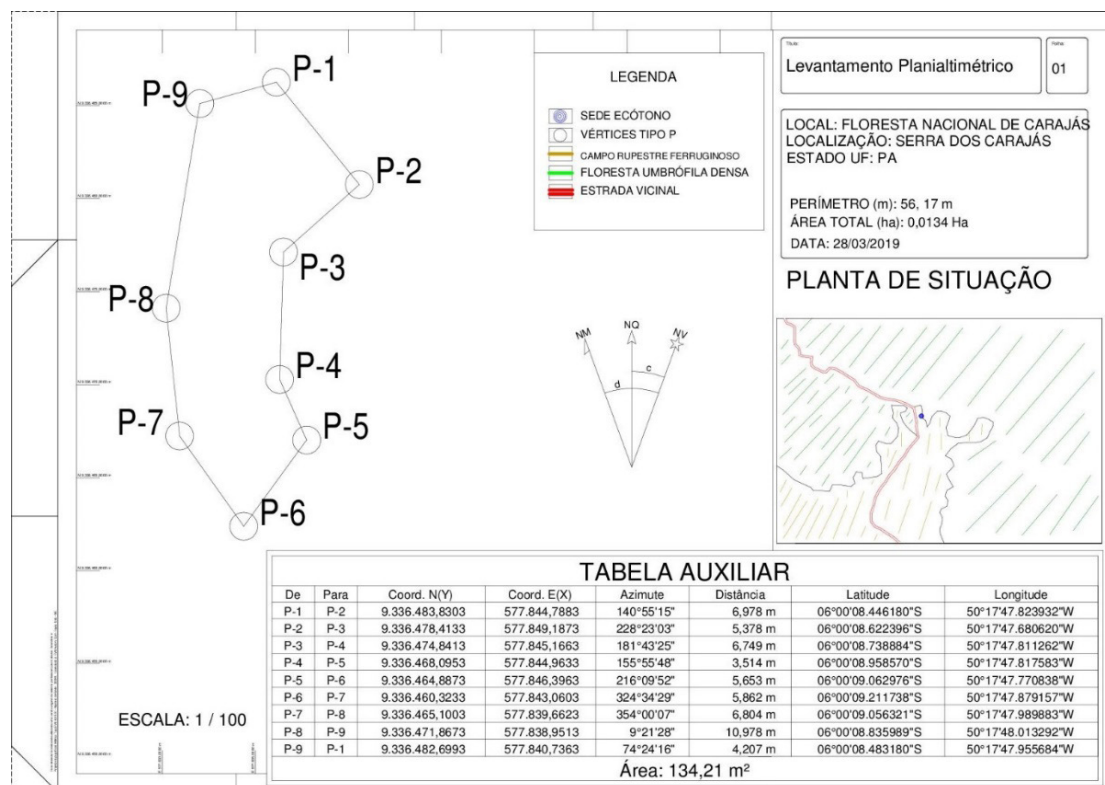 P-1
P-9
P-2
P-3
P-8
P-4
P-7
P-5
P-6
ESCALA: 1 / 100
LEGENDA
SEDE ECÓTONO
VÉRTICES TIPO P
CAMPO RUPESTRE FERRUGINOSO
FLORESTA UMBRÓFILA DENSA
ESTRADA VICINAL
NM
NQ
NV
d
c
Levantamento Planialtimétrico
01
LOCAL: FLORESTA NACIONAL DE CARAJÁS
LOCALIZAÇÃO: SERRA DOS CARAJÁS
ESTADO UF: PA
PERÍMETRO (m): 56, 17 m
ÁREA TOTAL (ha): 0,0134 Ha
DATA: 28/03/2019
PLANTA DE SITUAÇÃO
TABELA AUXILIAR
De Para Coord. N(Y) Coord. E(X) Azimute Distância Latitude Longitude
P-1 P-2 9.336.483,8303 577.844,7883 140°55'15" 6,978 m 06°00'08.446180"S 50°17'47.823932"W
P-2 P-3 9.336.478,4133 577.849,1873 228°23'03" 5,378 m 06°00'08.622396"S 50°17'47.680620"W
P-3 P-4 9.336.474,8413 577.845,1663 181°43'25" 6,749 m 06°00'08.738884"S 50°17'47.811262"W
P-4 P-5 9.336.468,0953 577.844,9633 155°55'48" 3,514 m 06°00'08.958570"S 50°17'47.817583"W
P-5 P-6 9.336.464,8873 577.846,3963 216°09'52" 5,653 m 06°00'09.062976"S 50°17'47.770838"W
P-6 P-7 9.336.460,3233 577.843,0603 324°34'29" 5,862 m 06°00'09.211738"S 50°17'47.879157"W
P-7 P-8 9.336.465,1003 577.839,6623 354°00'07" 6,804 m 06°00'09.056321"S 50°17'47.989883"W
P-8 P-9 9.336.471,8673 577.838,9513 9°21'28" 10,978 m 06°00'08.835989"S 50°17'48.013292"W
P-9 P-1 9.336.482,6993 577.840,7363 74°24'16" 4,207 m 06°00'08.483180"S 50°17'47.955684"W
Área: 134,21 m²